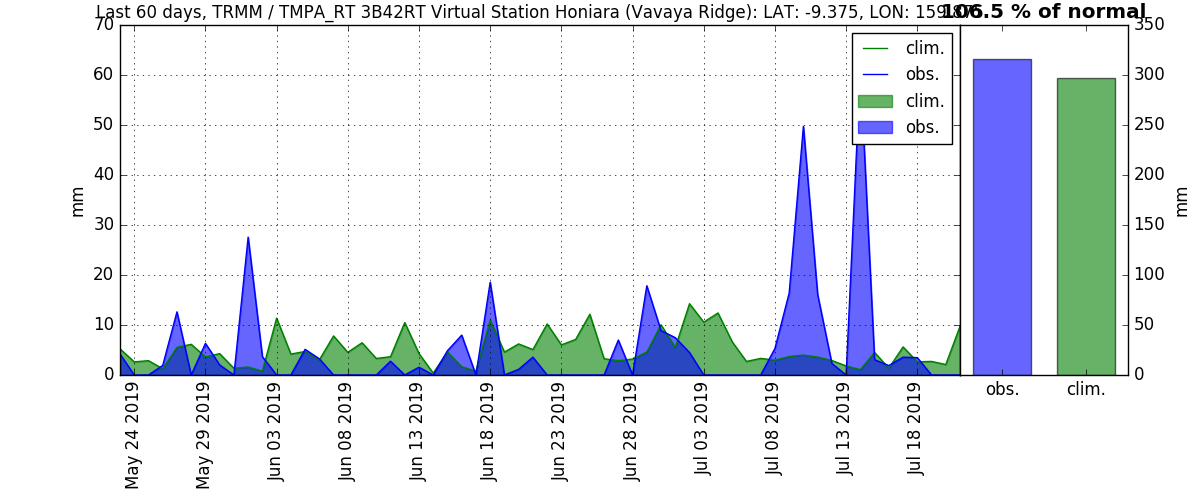 Last 60 days, TRMM / TMPA_RT 3B42RT Virtual Station Honiara (Vavaya Ridge): LAT: -9.375, LON:
106.5 % of normal
70
60
50
40
30
20
10
0
mm
clim.
obs.
clim.
obs.
350
300
250
200
150
100
50
0
mm
obs.
clim.
May 24 2019
May 29 2019
Jun 03 2019
Jun 08 2019
Jun 13 2019
Jun 18 2019
Jun 23 2019
Jun 28 2019
Jul 03 2019
Jul 08 2019
Jul 13 2019
Jul 18 2019